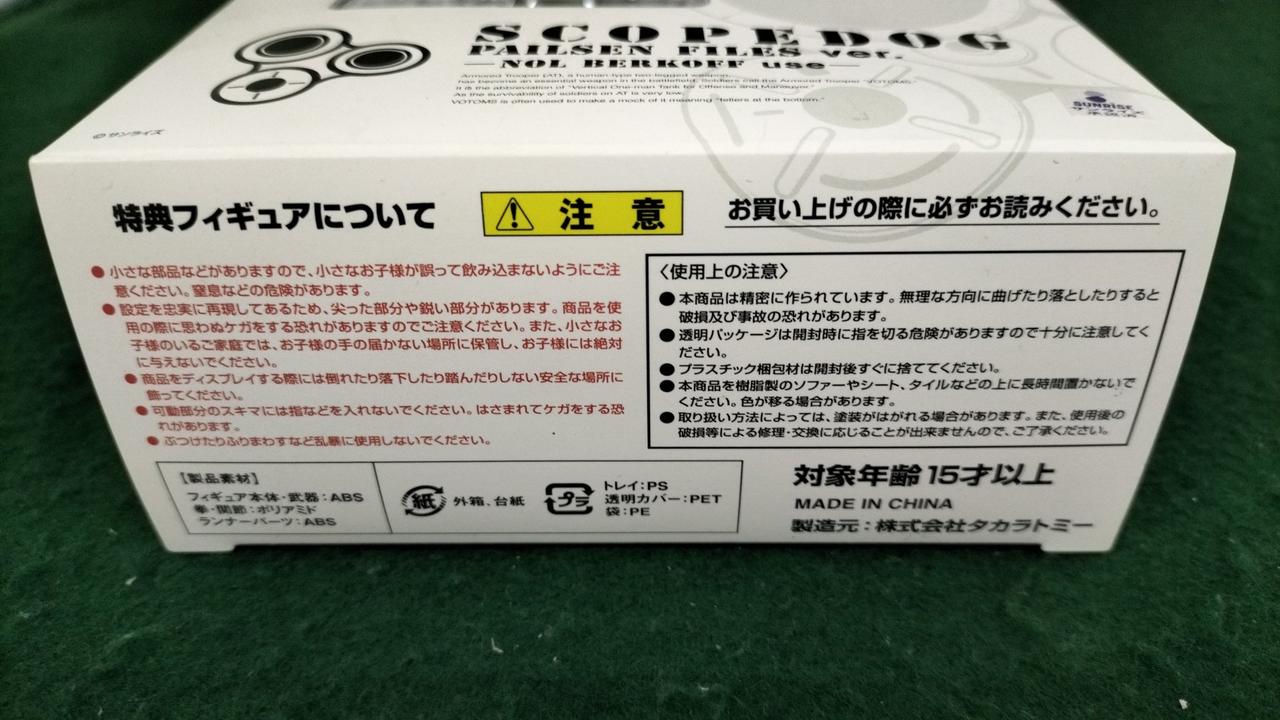 SCOPEDOG
PAILSEN FILES ver.
—NOL BERKOFF use—
Armored Trooper (AT), a human-type two-legged weapon,
has become an essential weapon in the battlefield. Soldiers call the Armored Trooper "VOTOMS."
It is the abbreviation of "Vertical One-man Tank for Offense and Maneuver."
As the survivability of soldiers on AT is very low,
VOTOMS is often used to make a mock of it meaning "fellers at the bottom."
©サンライズ
SUNRISE
サンライズ
特典フィギュアについて
注意
お買い上げの際に必ずお読みください。
●小さな部品などがありますので、小さなお子様が誤って飲み込まないようにご注
意ください。窒息などの危険があります。
●設定を忠実に再現してあるため、尖った部分や鋭い部分があります。商品を使
用の際に思わぬケガをする恐れがありますのでご注意ください。また、小さなお
子様のいるご家庭では、お子様の手の届かない場所に保管し、お子様には絶対
に与えないでください。
●商品をディスプレイする際には倒れたり落下したり踏んだりしない安全な場所に
飾ってください。
●可動部分のスキマには指などを入れないでください。はさまれてケガをする恐
れがあります。
●ぶつけたりふりまわすなど乱暴に使用しないでください。
〈使用上の注意〉
●本商品は精密に作られています。無理な方向に曲げたり落としたりすると
破損及び事故の恐れがあります。
●透明パッケージは開封時に指を切る危険がありますので十分に注意してく
ださい。
●プラスチック梱包材は開封後すぐに捨ててください。
●本商品を樹脂製のソファーやシート、タイルなどの上に長時間置かないで
ください。色が移る場合があります。
●取り扱い方法によっては、塗装がはがれる場合があります。また、使用後の
破損等による修理・交換に応じることが出来ませんので、ご了承ください。
【製品素材】
フィギュア本体・武器：ABS
拳・関節：ポリアミド
ランナーパーツ：ABS
紙 外箱、台紙
プラ
トレイ：PS
透明カバー：PET
袋：PE
対象年齢15才以上
MADE IN CHINA
製造元：株式会社タカラトミー